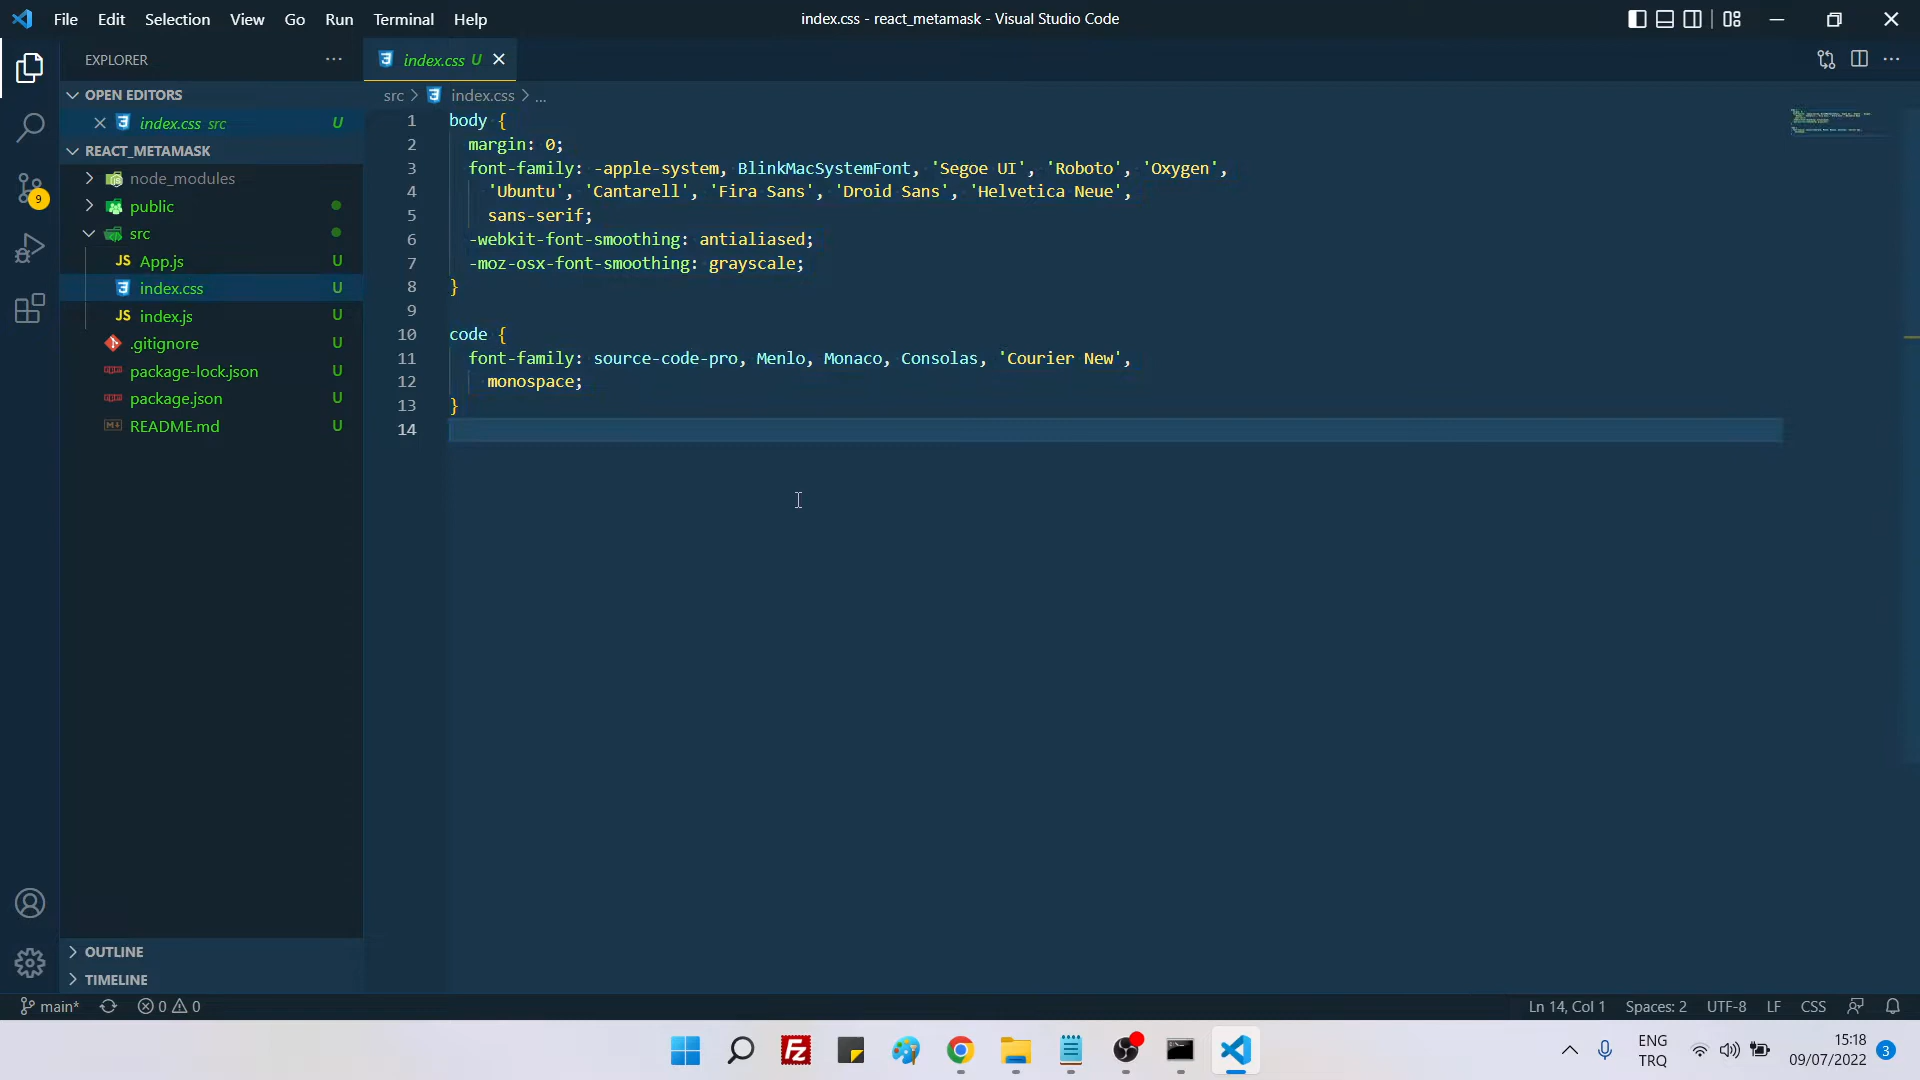 File Edit Selection View Go Run Terminal Help
index.css - react_metamask - Visual Studio Code
EXPLORER
index.css U
OPEN EDITORS
index.css src U
REACT_METAMASK
node_modules
public
src
App.js U
index.css U
index.js U
.gitignore U
package-lock.json U
package.json U
README.md U
OUTLINE
TIMELINE
9
src > index.css > ...
1 body {
2 margin: 0;
3 font-family: -apple-system, BlinkMacSystemFont, 'Segoe UI', 'Roboto', 'Oxygen',
4 'Ubuntu', 'Cantarell', 'Fira Sans', 'Droid Sans', 'Helvetica Neue',
5 sans-serif;
6 -webkit-font-smoothing: antialiased;
7 -moz-osx-font-smoothing: grayscale;
8 }
9
10 code {
11 font-family: source-code-pro, Menlo, Monaco, Consolas, 'Courier New',
12 monospace;
13 }
14
main* 0 0
Ln 14, Col 1 Spaces: 2 UTF-8 LF CSS
Fz
ENG
TRQ
15:18
09/07/2022
3